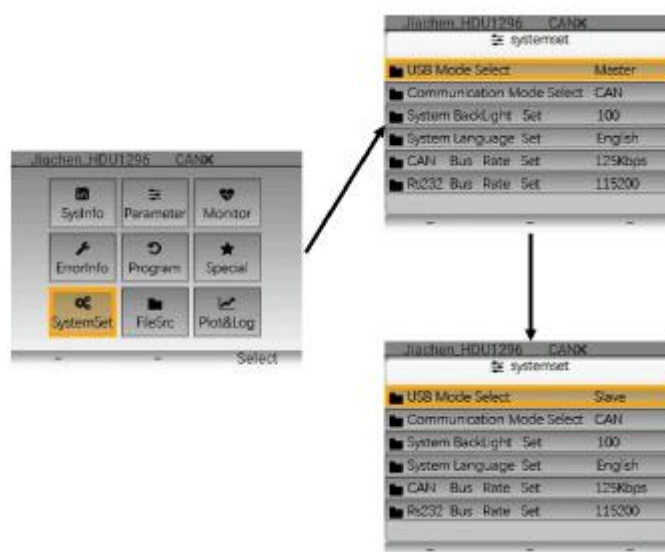 Jiachen_HDU1296 CANX
SysInfo Parameter Monitor
ErrorInfo Program Special
SystemSet FileSrc Plot&Log
Select
Jiachen_HDU1296 CANX
systemset
USB Mode Select Master
Communication Mode Select CAN
System BackLight Set 100
System Language Set English
CAN Bus Rate Set 125Kbps
Rs232 Bus Rate Set 115200
Jiachen_HDU1296 CANX
systemset
USB Mode Select Slave
Communication Mode Select CAN
System BackLight Set 100
System Language Set English
CAN Bus Rate Set 125Kbps
Rs232 Bus Rate Set 115200